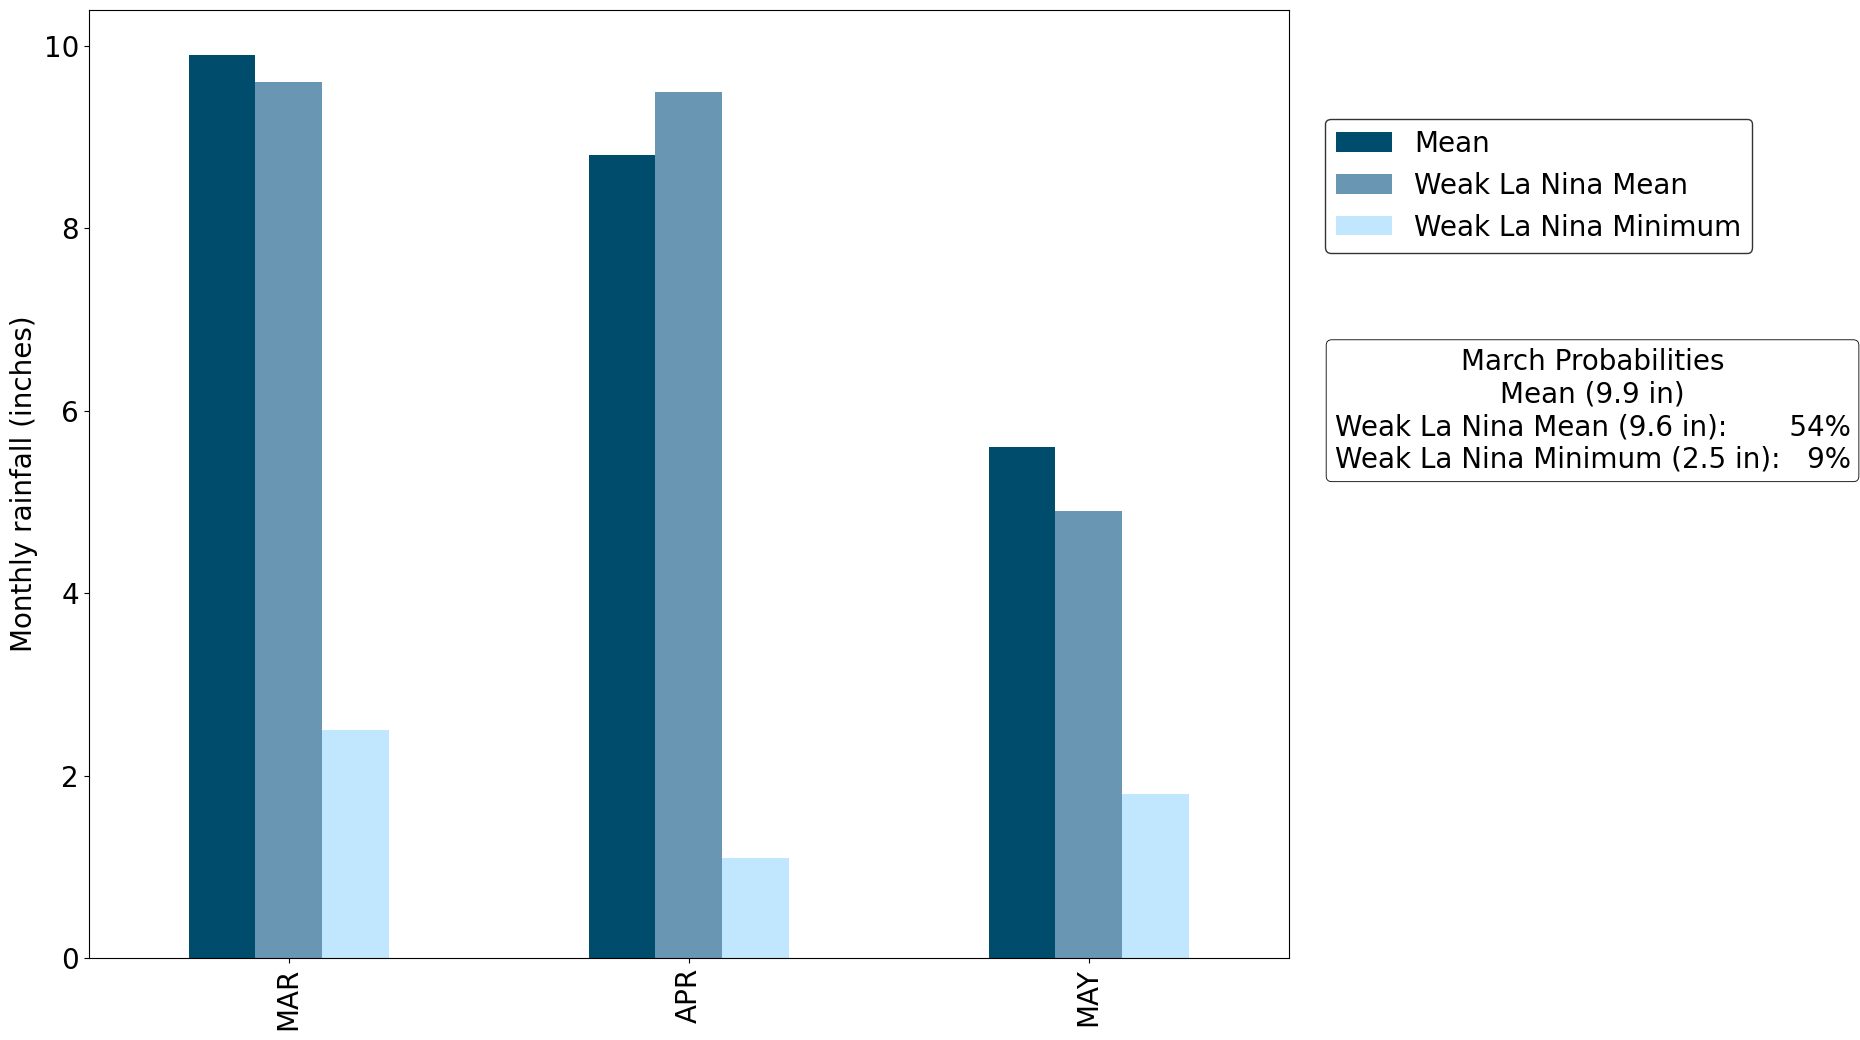 Monthly rainfall (inches)
10
8
6
4
2
0
MAR
APR
MAY
Mean
Weak La Nina Mean
Weak La Nina Minimum
March Probabilities
Mean (9.9 in)
Weak La Nina Mean (9.6 in): 54%
Weak La Nina Minimum (2.5 in): 9%